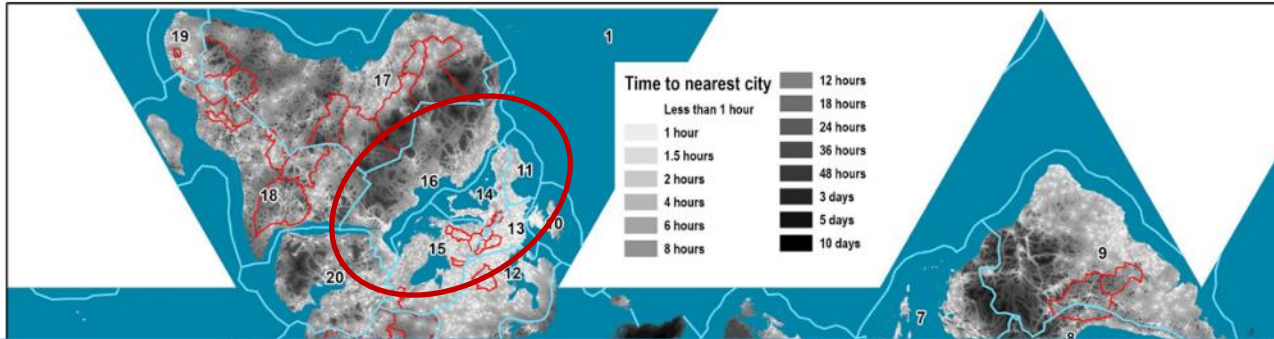 19
1
17
18
16
11
14
10
13
15
12
20
Time to nearest city
Less than 1 hour
1 hour
1.5 hours
2 hours
4 hours
6 hours
8 hours
12 hours
18 hours
24 hours
36 hours
48 hours
3 days
5 days
10 days
9
7
8